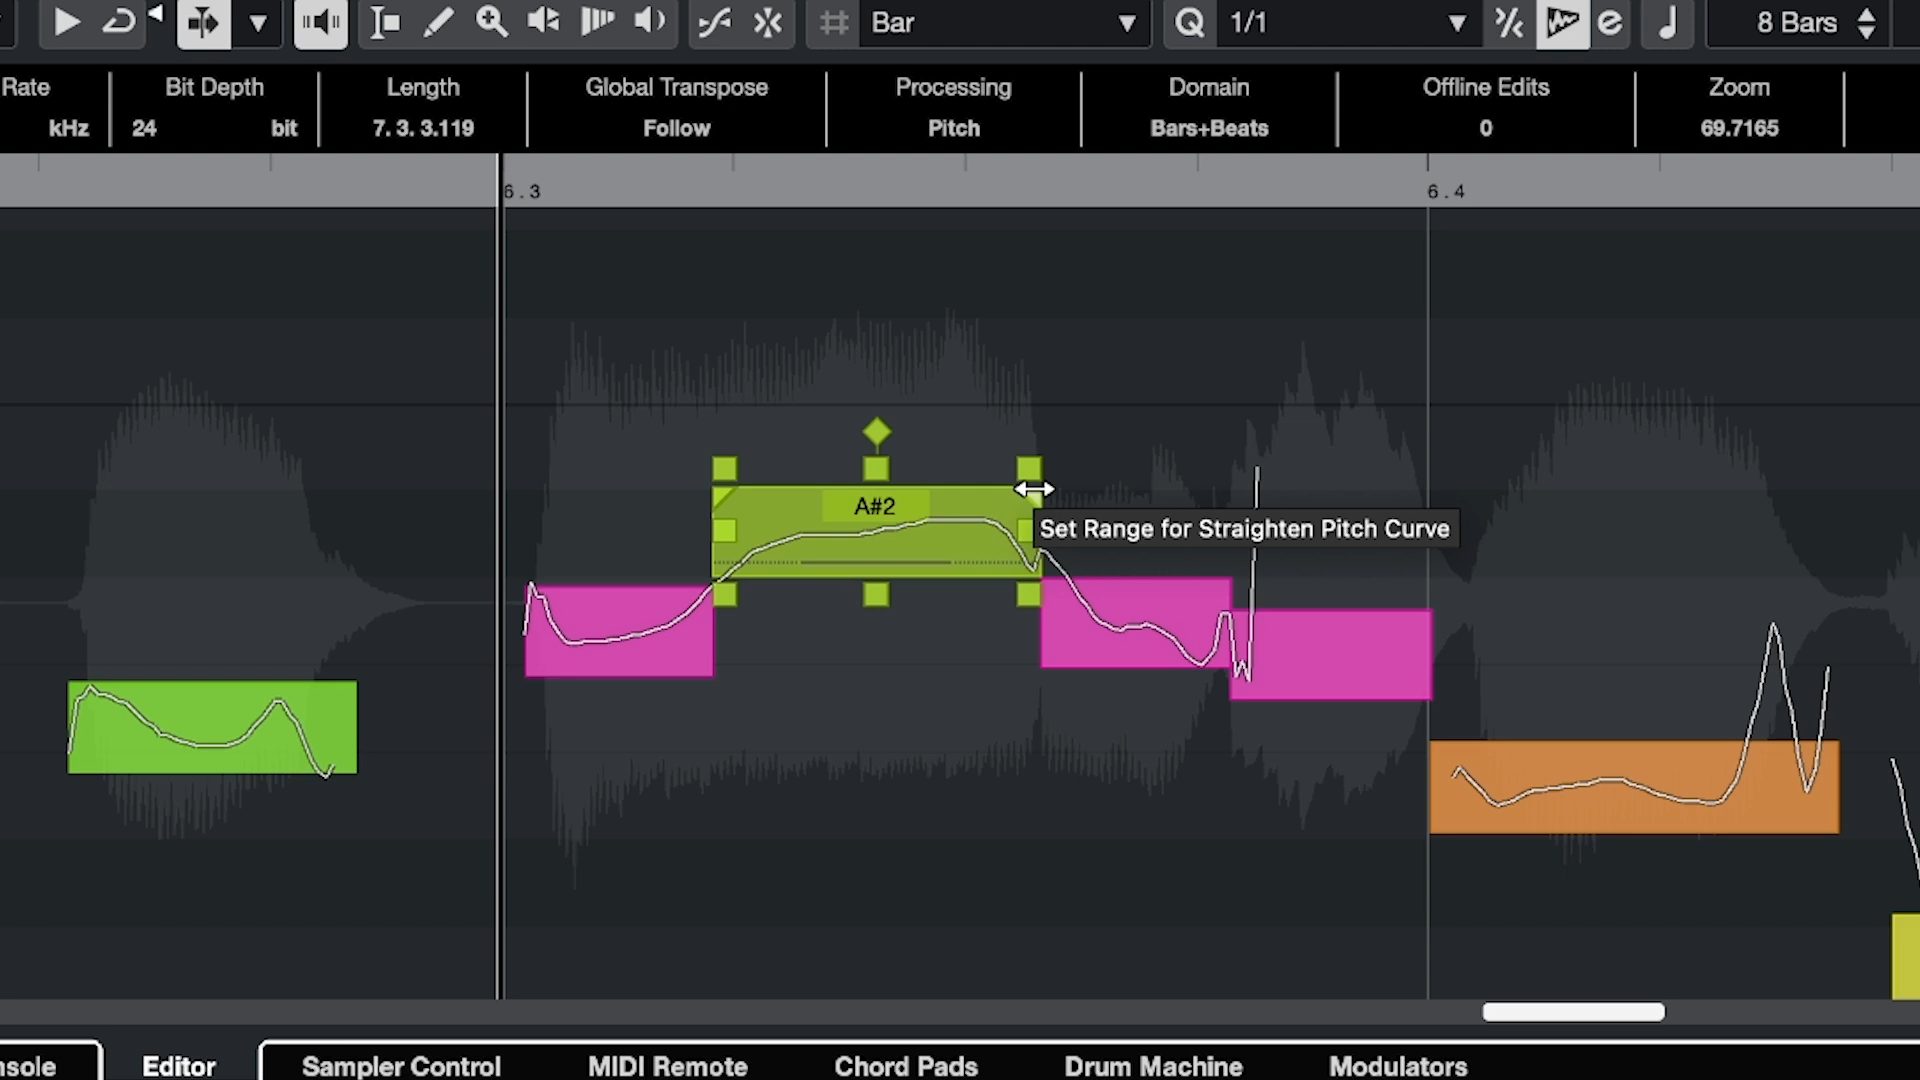 Bar
Q
1/1
e
8 Bars
Rate
Bit Depth
Length
Global Transpose
Processing
Domain
Offline Edits
Zoom
kHz
24
bit
7. 3. 3.119
Follow
Pitch
Bars+Beats
0
69.7165
6.3
6.4
A#2
Set Range for Straighten Pitch Curve
nsole
Editor
Sampler Control
MIDI Remote
Chord Pads
Drum Machine
Modulators